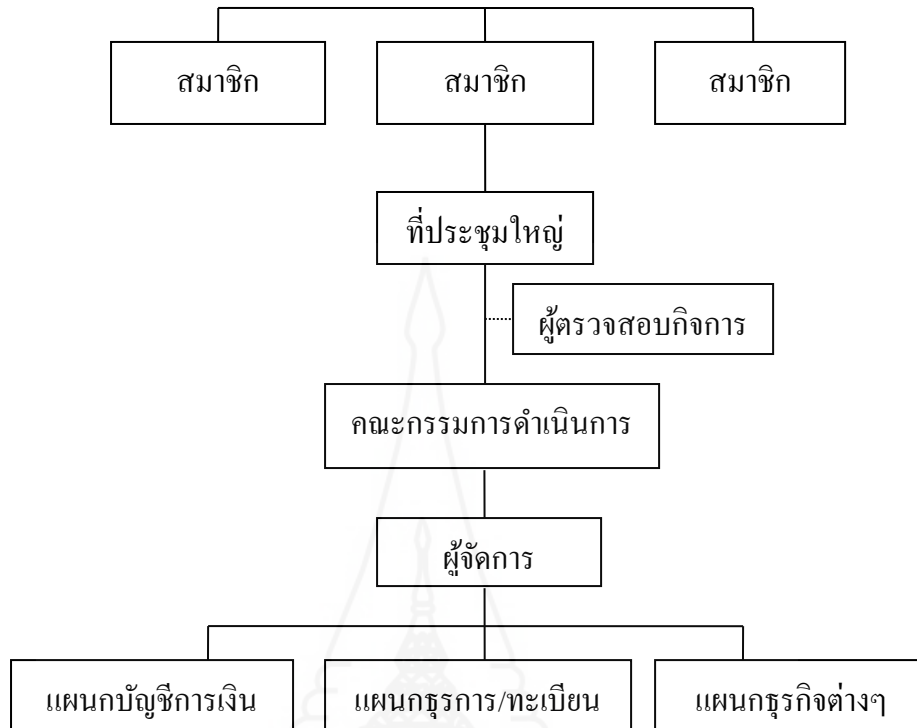 สมาชิก สมาชิก สมาชิก
ที่ประชุมใหญ่
ผู้ตรวจสอบกิจการ
คณะกรรมการดำเนินการ
ผู้จัดการ
แผนกบัญชีการเงิน แผนกธุรการ/ทะเบียน แผนกธุรกิจต่างๆ